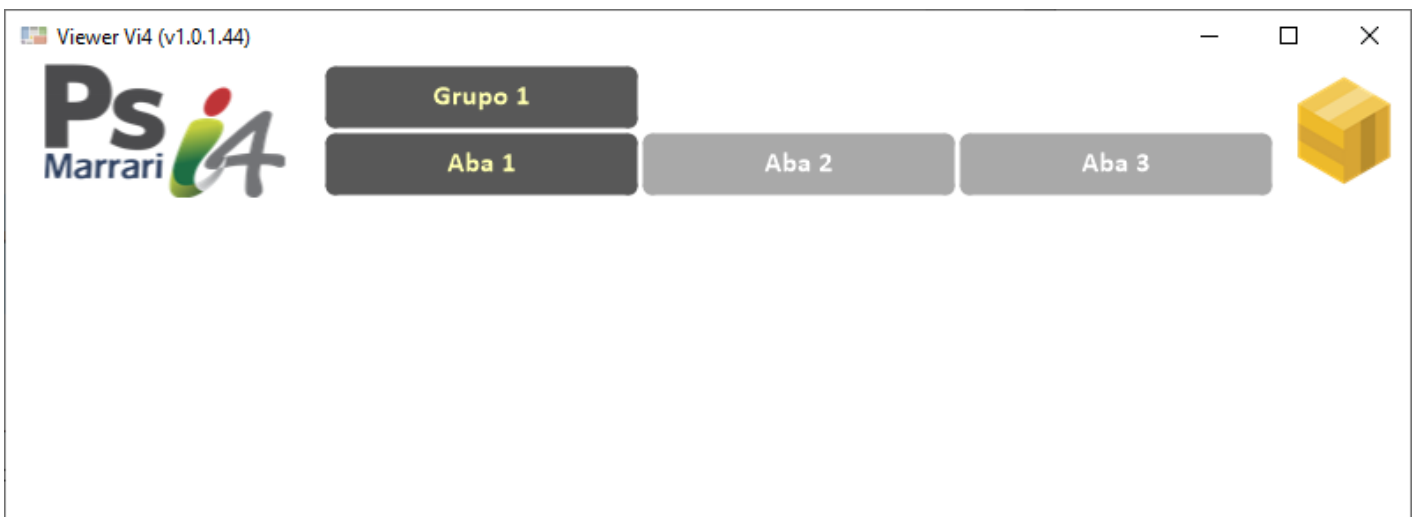 Viewer Vi4 (v1.0.1.44)
Ps i4
Marrari
Grupo 1
Aba 1
Aba 2
Aba 3